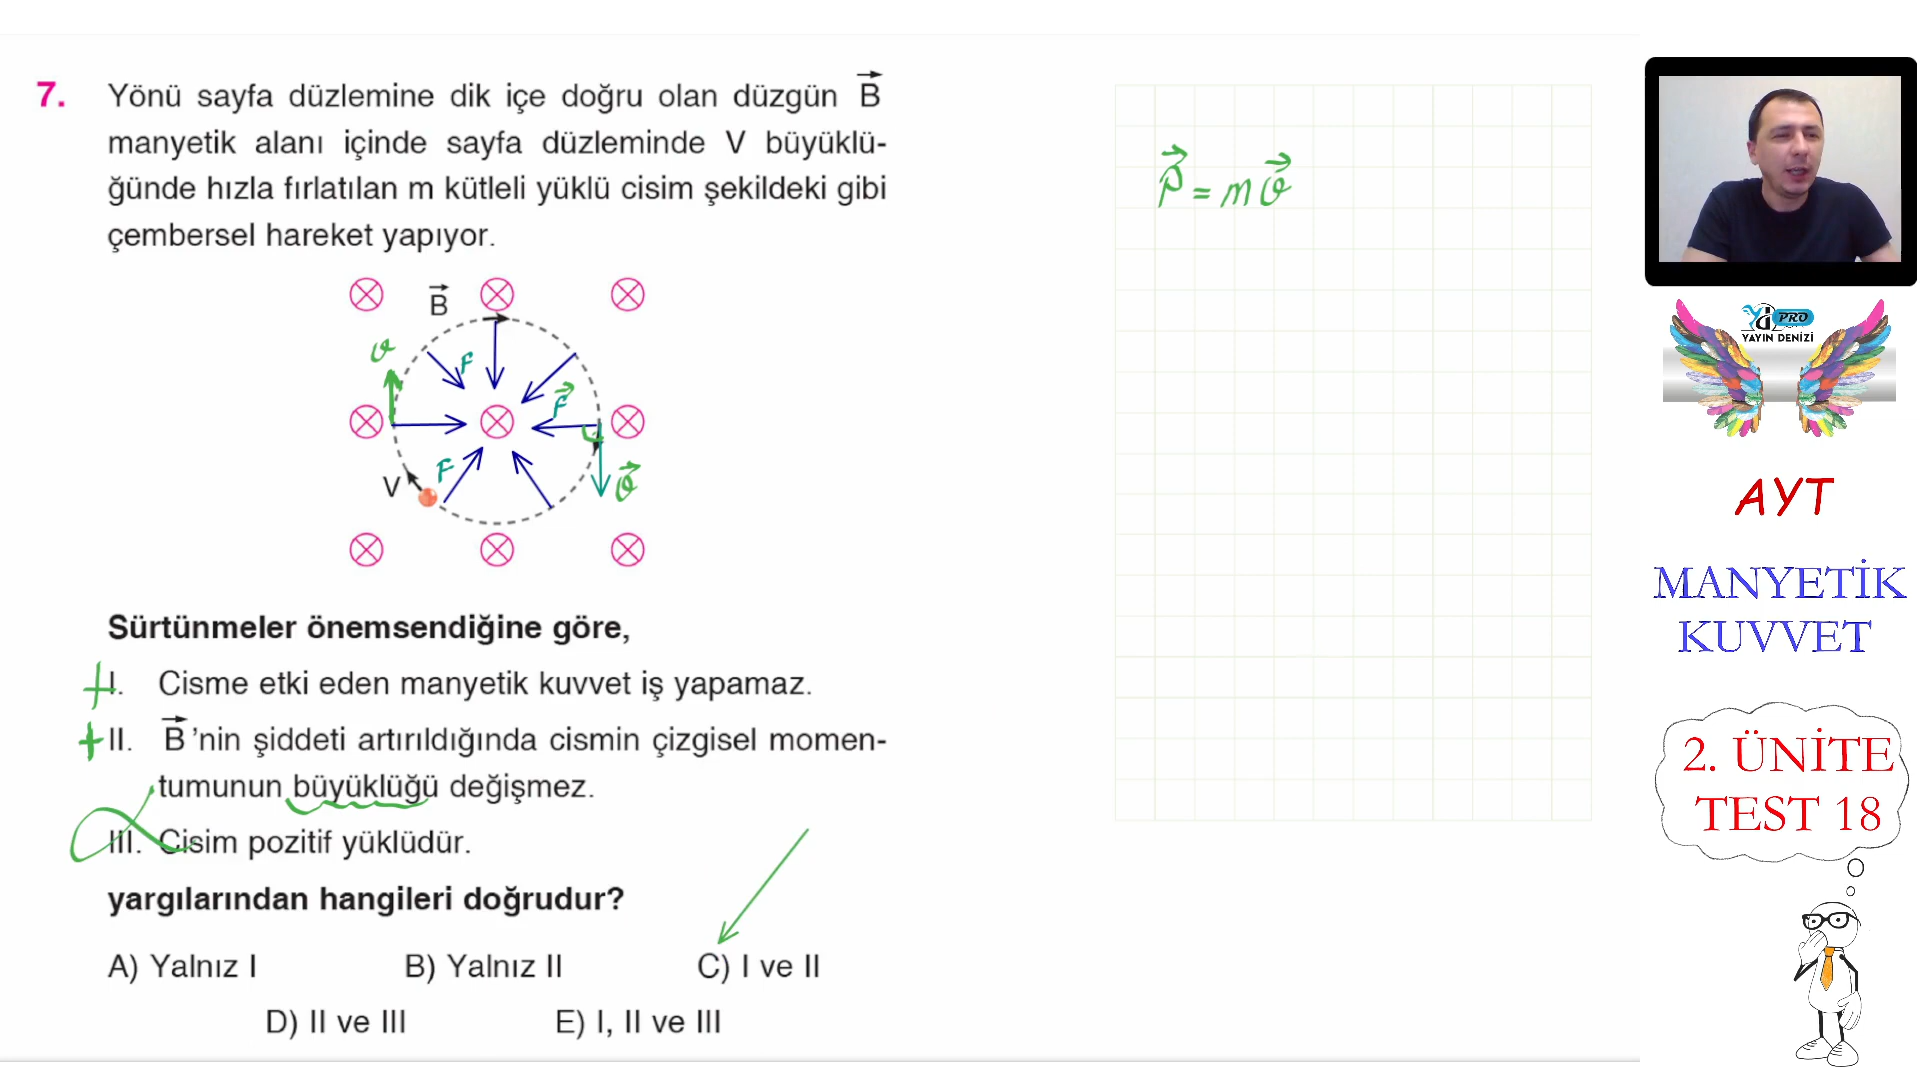 7. Yönü sayfa düzlemine dik içe doğru olan düzgün B
manyetik alanı içinde sayfa düzleminde V büyüklü-
ğünde hızla fırlatılan m kütleli yüklü cisim şekildeki gibi
çembersel hareket yapıyor.
B
F
F
F
V
Sürtünmeler önemsendiğine göre,
I. Cisme etki eden manyetik kuvvet iş yapamaz.
II. B'nin şiddeti artırıldığında cismin çizgisel momen-
tumunun büyüklüğü değişmez.
III. Cisim pozitif yüklüdür.
yargılarından hangileri doğrudur?
A) Yalnız I B) Yalnız II C) I ve II
D) II ve III E) I, II ve III
PRO
YAYIN DENİZİ
AYT
MANYETİK
KUVVET
2. ÜNİTE
TEST 18